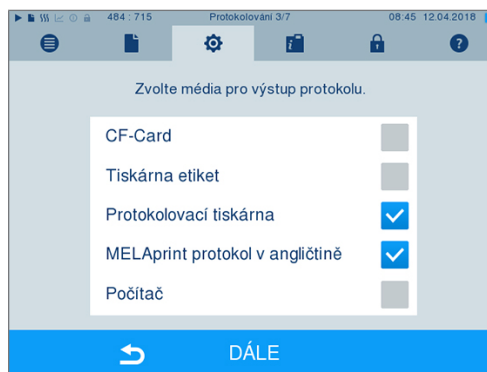 484 : 715 Protokolování 3/7 08:45 12.04.2018
Zvolte média pro výstup protokolu.
CF-Card
Tiskárna etiket
Protokolovací tiskárna
MELAprint protokol v angličtině
Počítač
DÁLE